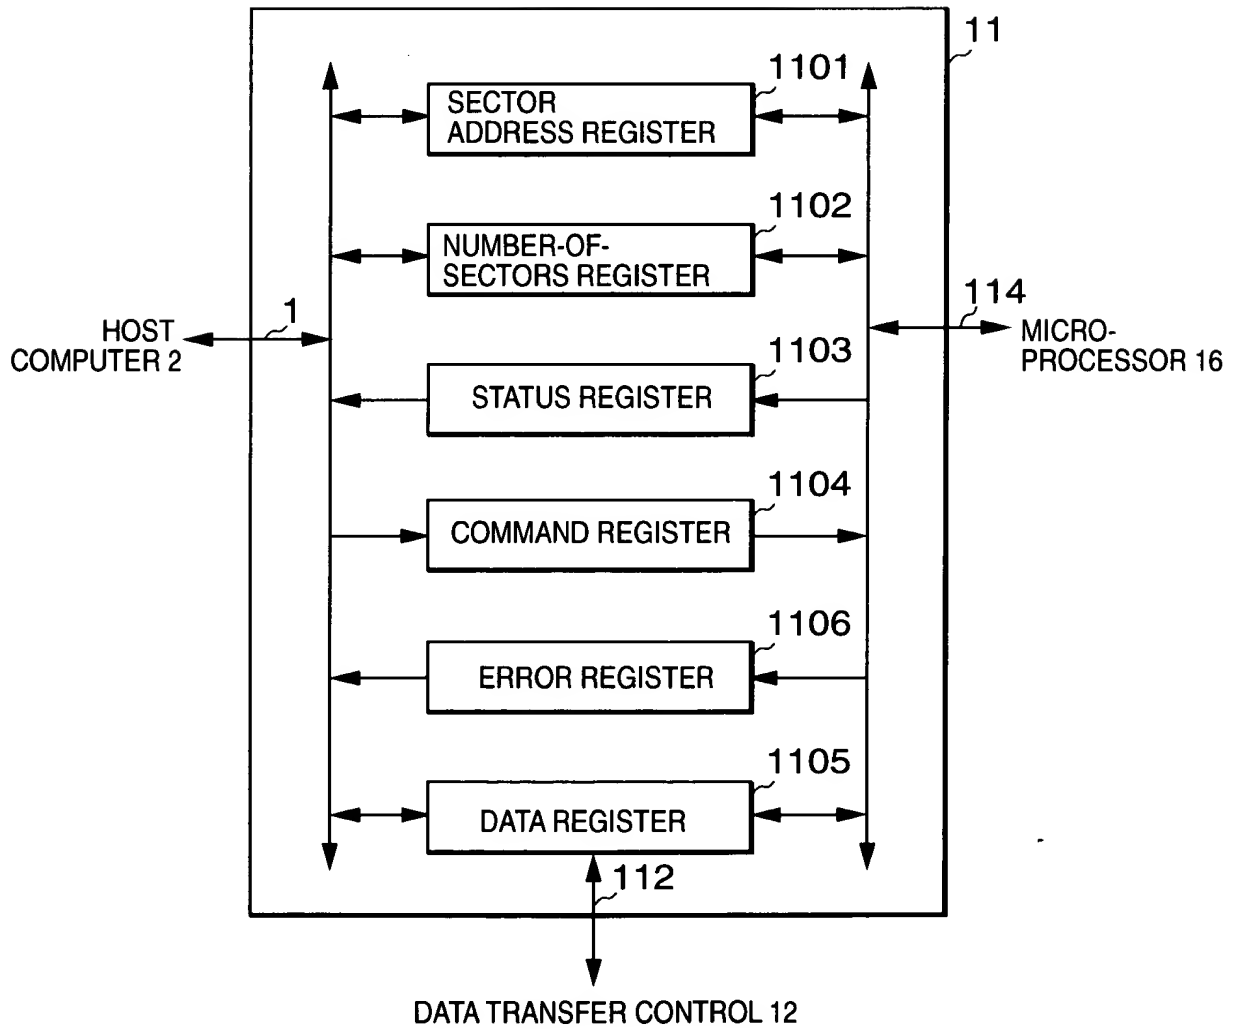 11
1101
SECTOR
ADDRESS REGISTER
1102
NUMBER-OF-
SECTORS REGISTER
1
HOST
COMPUTER 2
114
MICRO-
PROCESSOR 16
1103
STATUS REGISTER
1104
COMMAND REGISTER
1106
ERROR REGISTER
1105
DATA REGISTER
112
DATA TRANSFER CONTROL 12